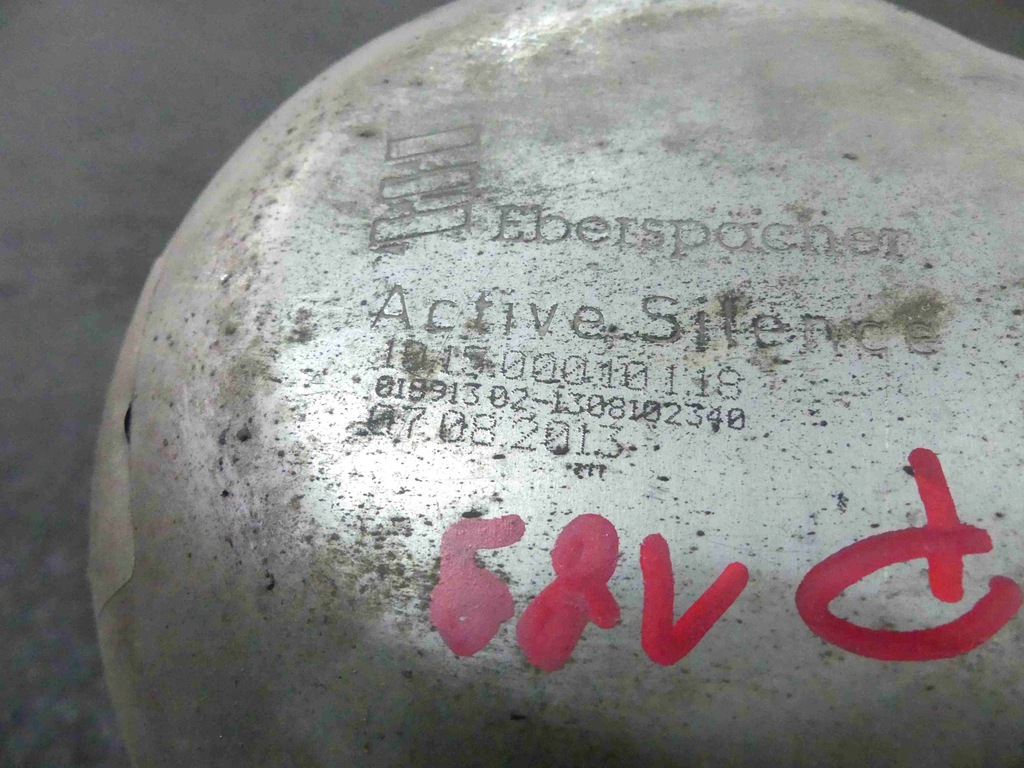 Eberspächer
Active Silence
1015.00010118
01991302-1308102340
07.08.2013